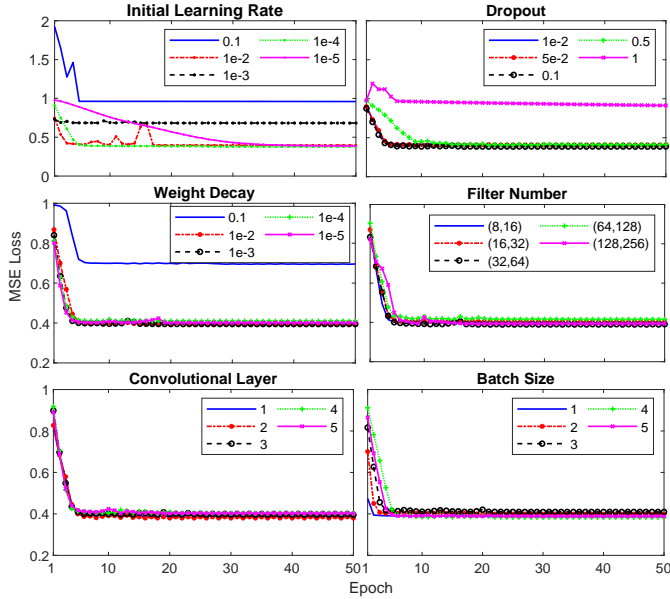 Initial Learning Rate
2
1.5
1
0.5
0
0.1
1e-2
1e-3
1e-4
1e-5
Dropout
1e-2
5e-2
0.1
0.5
1
10
20
30
40
50
MSE Loss
Weight Decay
1
0.8
0.6
0.4
0.2
0.1
1e-2
1e-3
1e-4
1e-5
Filter Number
(8,16)
(16,32)
(32,64)
(64,128)
(128,256)
Convolutional Layer
1
0.8
0.6
0.4
0.2
1
2
3
4
5
1
10
20
30
40
50
Batch Size
1
2
3
4
5
1
10
20
30
40
50
Epoch